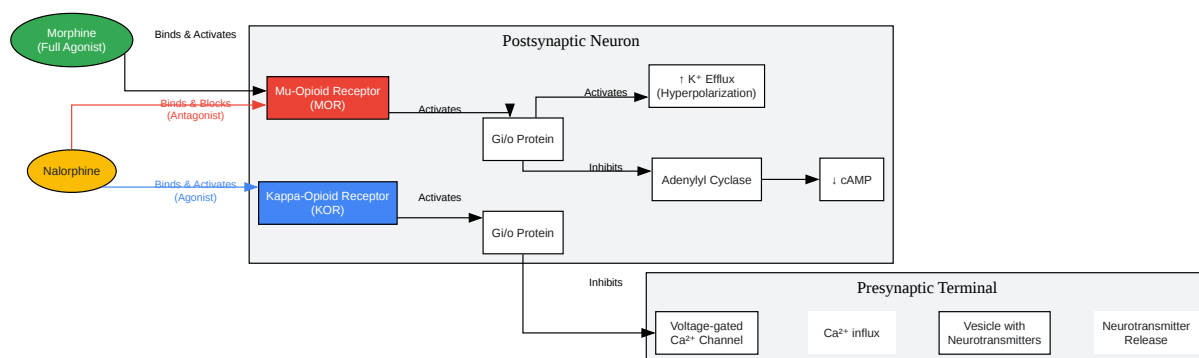 Morphine
(Full Agonist)
Binds & Activates
Postsynaptic Neuron
Mu-Opioid Receptor
(MOR)
↑ K⁺ Efflux
(Hyperpolarization)
Activates
Binds & Blocks
(Antagonist)
Activates
Gi/o Protein
Nalorphine
Inhibits
Adenylyl Cyclase
↓ cAMP
Binds & Activates
(Agonist)
Kappa-Opioid Receptor
(KOR)
Activates
Gi/o Protein
Inhibits
Presynaptic Terminal
Voltage-gated
Ca²⁺ Channel
Ca²⁺ influx
Vesicle with
Neurotransmitters
Neurotransmitter
Release